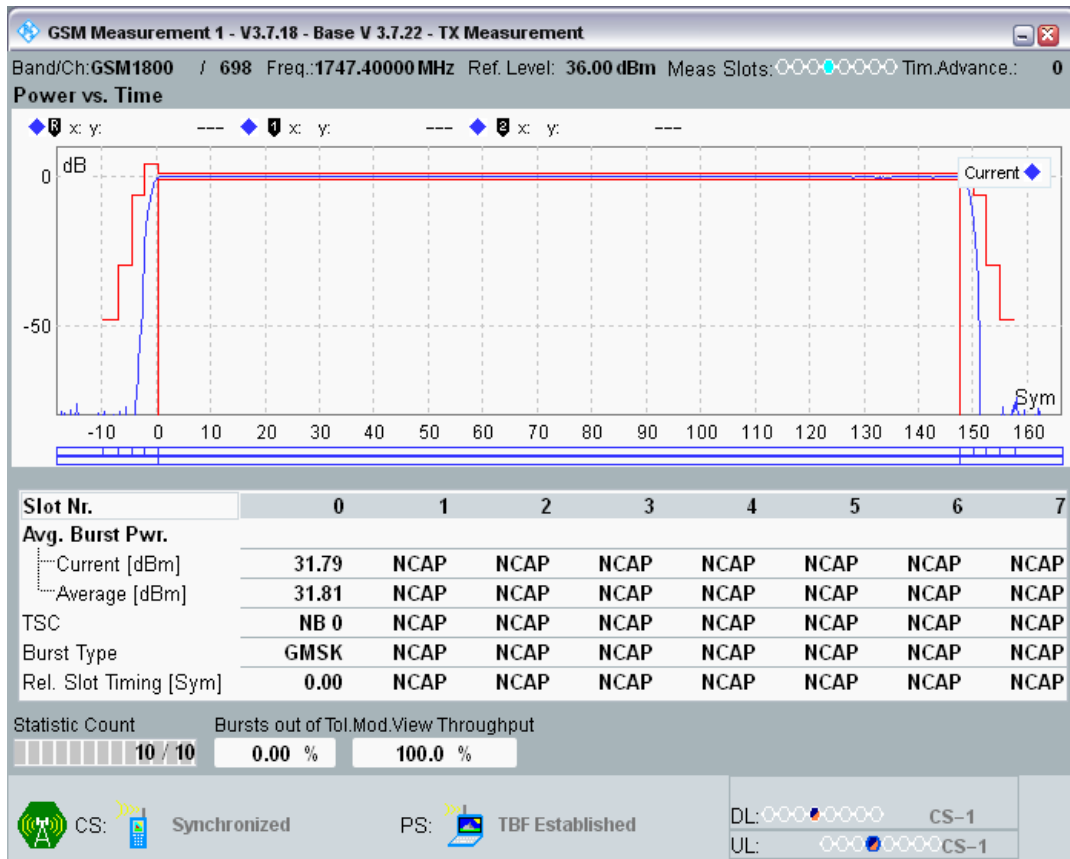 GSM Measurement 1 - V3.7.18 - Base V 3.7.22 - TX Measurement
Band/Ch:GSM1800 / 698 Freq.:1747.40000 MHz Ref. Level: 36.00 dBm Meas Slots: Tim.Advance.: 0
Power vs. Time
R x: y: --- 1 x: y: --- 2 x: y: ---
dB
0
Current
-50
Sym
-10 0 10 20 30 40 50 60 70 80 90 100 110 120 130 140 150 160
Slot Nr. 0 1 2 3 4 5 6 7
Avg. Burst Pwr.
Current [dBm] 31.79 NCAP NCAP NCAP NCAP NCAP NCAP NCAP
Average [dBm] 31.81 NCAP NCAP NCAP NCAP NCAP NCAP NCAP
TSC NB 0 NCAP NCAP NCAP NCAP NCAP NCAP NCAP
Burst Type GMSK NCAP NCAP NCAP NCAP NCAP NCAP NCAP
Rel. Slot Timing [Sym] 0.00 NCAP NCAP NCAP NCAP NCAP NCAP NCAP
Statistic Count Bursts out of Tol. Mod.View Throughput
10 / 10 0.00 % 100.0 %
CS: Synchronized PS: TBF Established
DL: CS-1
UL: CS-1